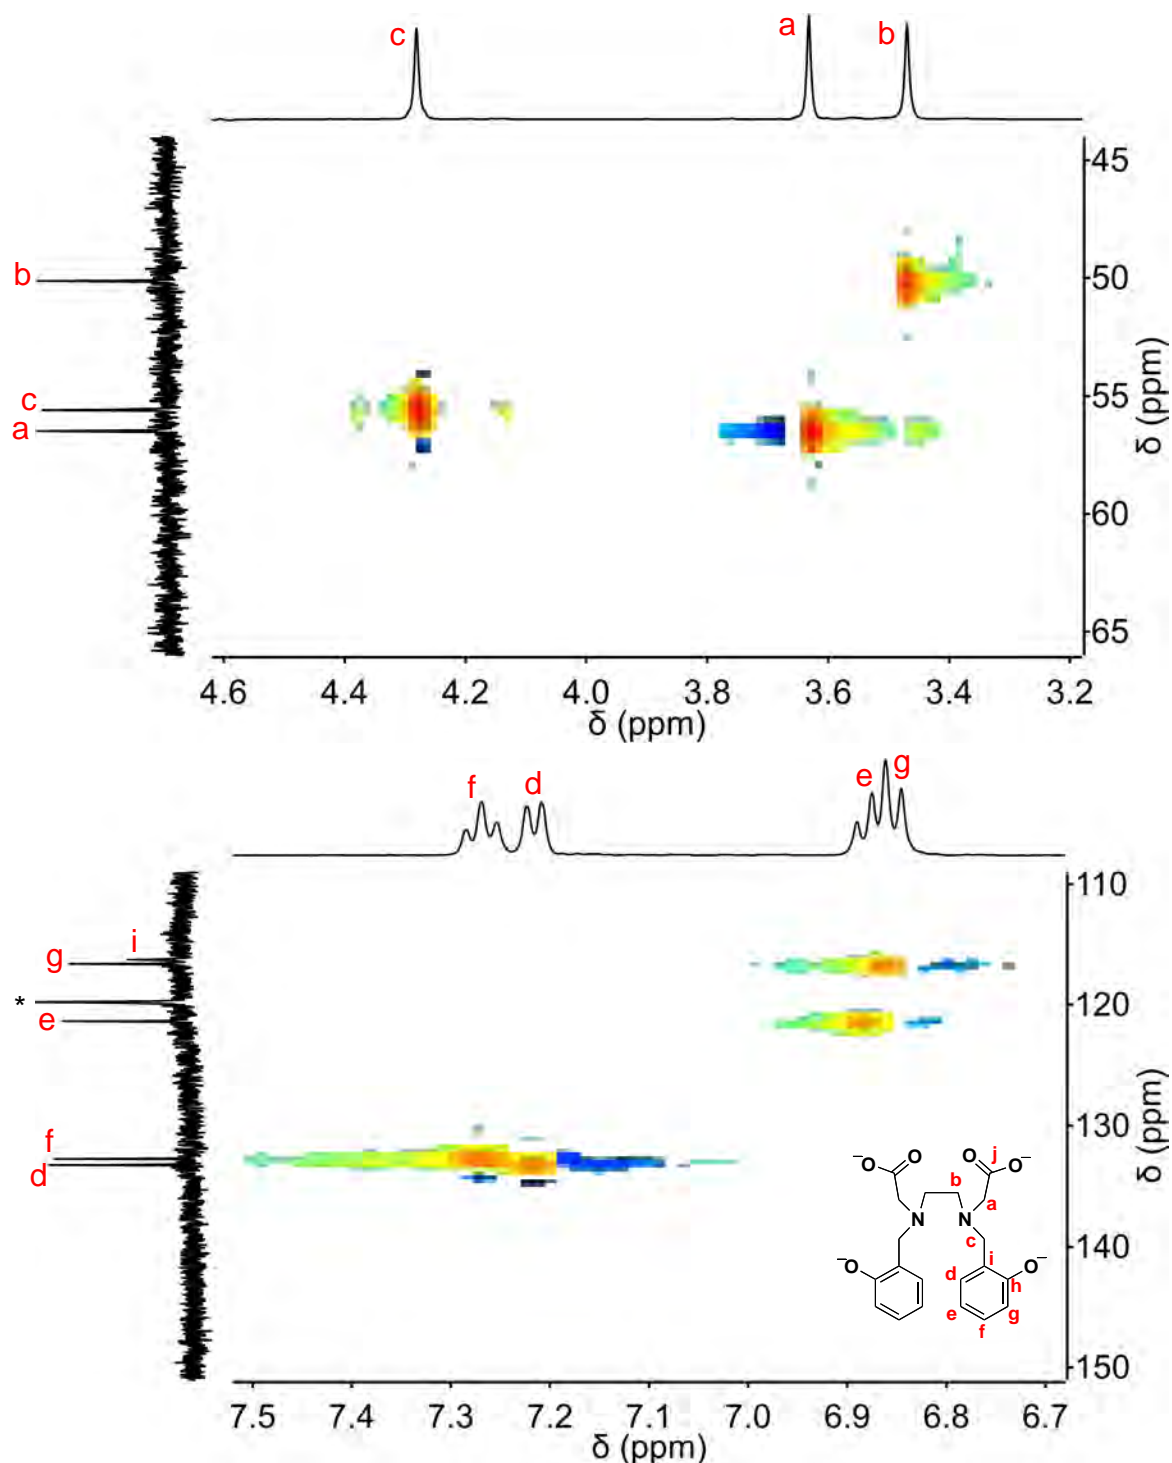 c a b
45
b 50
c 55
a
60
65
δ (ppm)
4.6 4.4 4.2 4.0 3.8 3.6 3.4 3.2
δ (ppm)
f d e g
110
i
g
* 120
e
130
f
d
140
150
δ (ppm)
⁻O O O O⁻
j
b
a
N N
c
⁻O O⁻
i
d h
e g
f
7.5 7.4 7.3 7.2 7.1 7.0 6.9 6.8 6.7
δ (ppm)